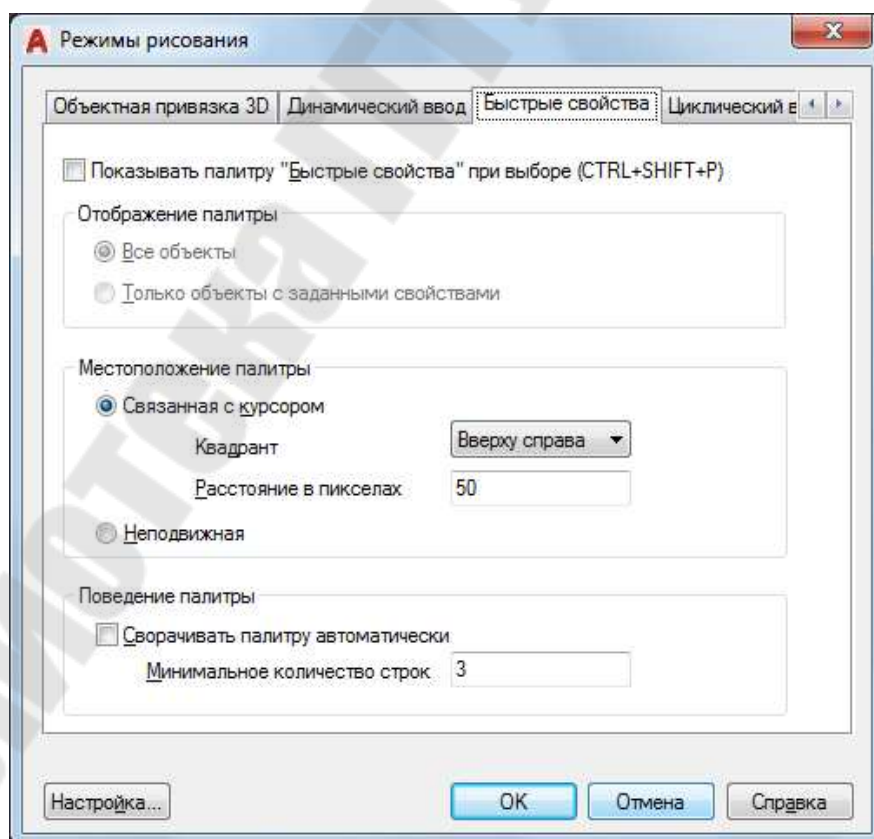 Режимы рисования
Объектная привязка 3D Динамический ввод Быстрые свойства Циклический в
Показывать палитру "Быстрые свойства" при выборе (CTRL+SHIFT+P)
Отображение палитры
Все объекты
Только объекты с заданными свойствами
Местоположение палитры
Связанная с курсором
Квадрант Вверху справа
Расстояние в пикселах 50
Неподвижная
Поведение палитры
Сворачивать палитру автоматически
Минимальное количество строк 3
Настройка... OK Отмена Справка